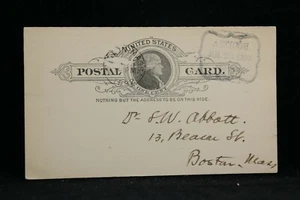 UNITED STATES
POSTAL CARD.
NOTHING BUT THE ADDRESS TO BE ON THIS SIDE.
Dr. S. W. Abbott.
13, Beacon St.
Boston, Mass.